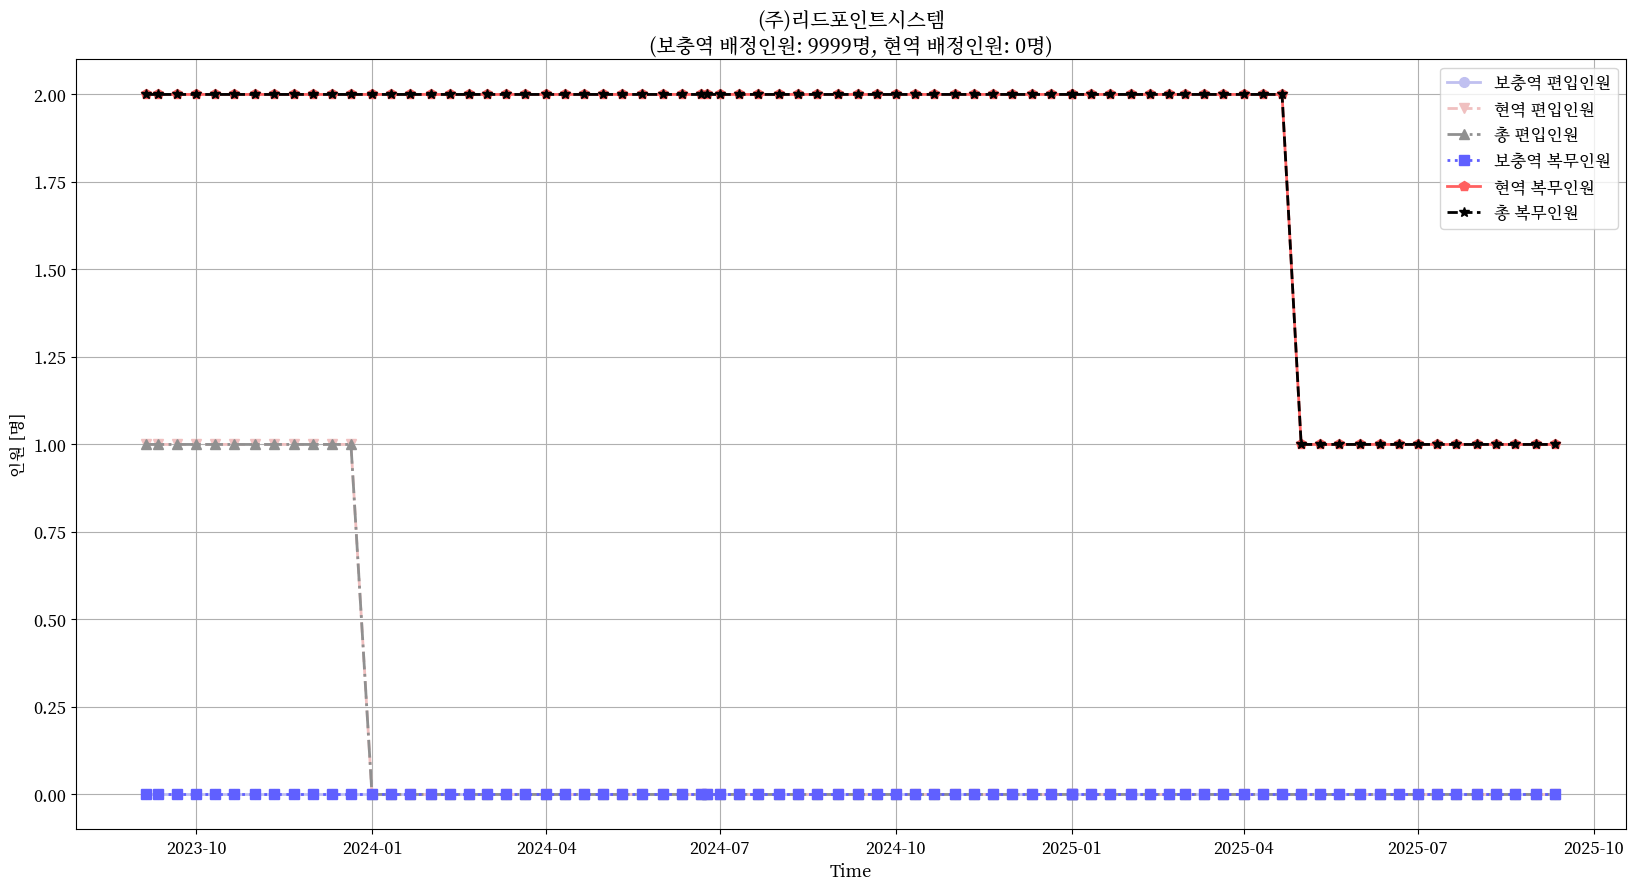 (주)리드포인트시스템
(보충역 배정인원: 9999명, 현역 배정인원: 0명)
보충역 편입인원
현역 편입인원
총 편입인원
보충역 복무인원
현역 복무인원
총 복무인원
2.00
1.75
1.50
1.25
1.00
0.75
0.50
0.25
0.00
인원 [명]
2023-10
2024-01
2024-04
2024-07
2024-10
2025-01
2025-04
2025-07
2025-10
Time